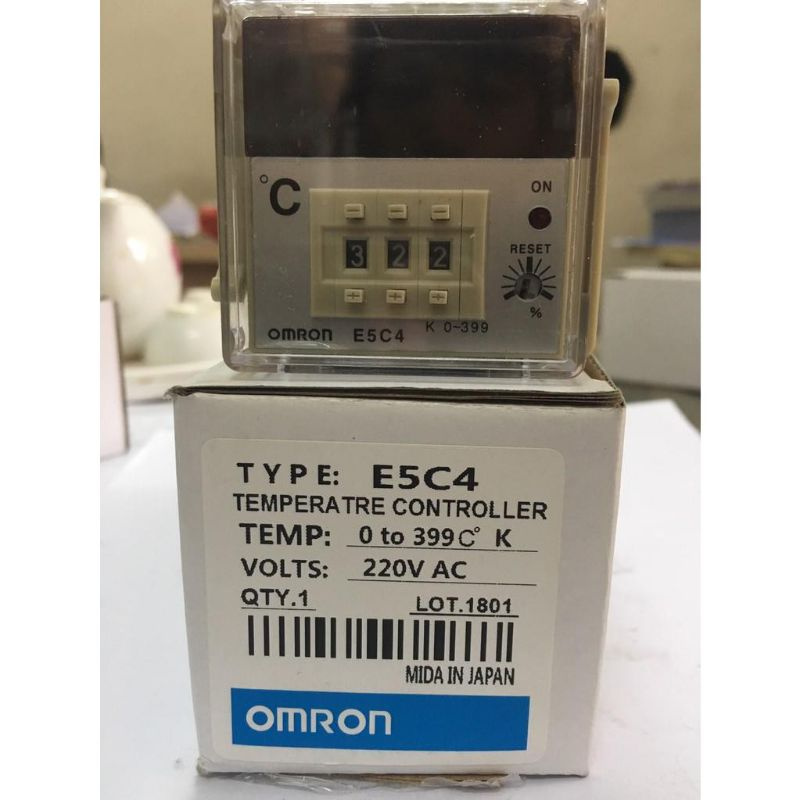 °C
ON
3 2 2
RESET
%
K 0-399
OMRON E5C4
TYPE: E5C4
TEMPERATRE CONTROLLER
TEMP: 0 to 399C° K
VOLTS: 220V AC
QTY.1 LOT.1801
MIDA IN JAPAN
OMRON